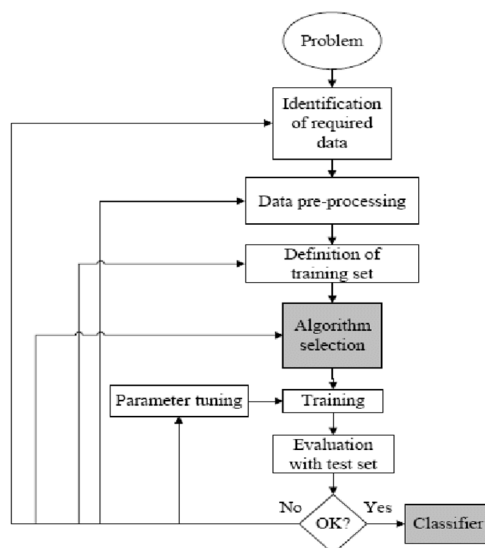 Problem
Identification
of required
data
Data pre-processing
Definition of
training set
Algorithm
selection
Parameter tuning
Training
Evaluation
with test set
No
OK?
Yes
Classifier